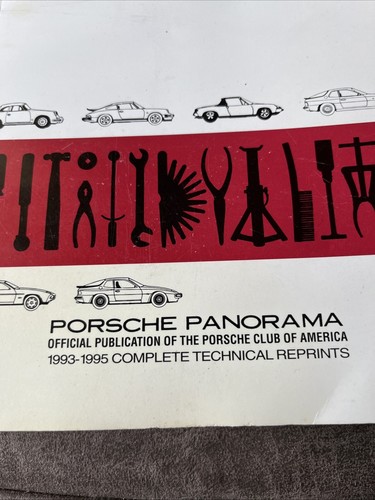 PORSCHE PANORAMA
OFFICIAL PUBLICATION OF THE PORSCHE CLUB OF AMERICA
1993-1995 COMPLETE TECHNICAL REPRINTS